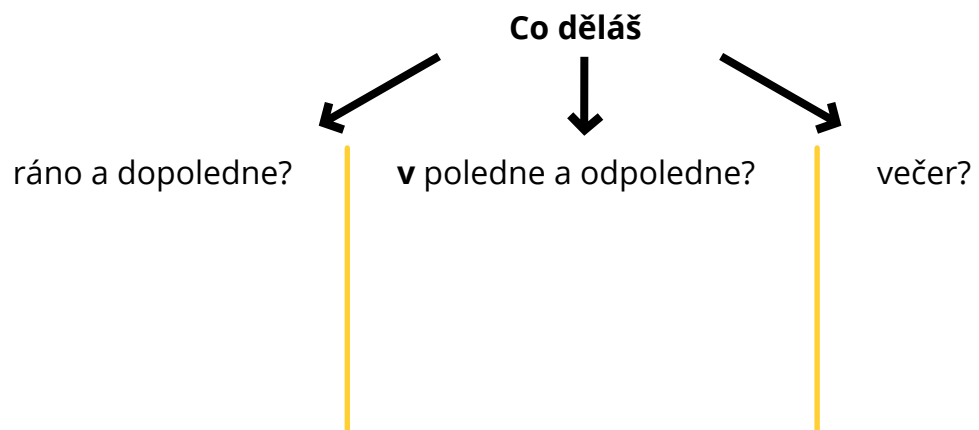 Co děláš
ráno a dopoledne?
v poledne a odpoledne?
večer?